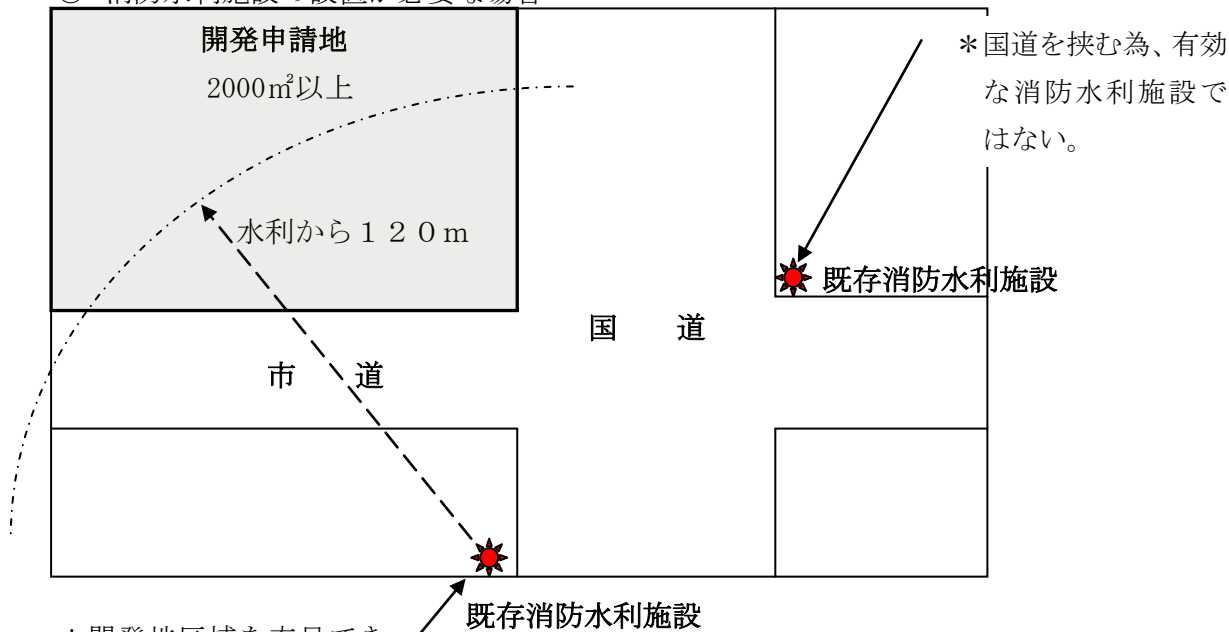 消防水利施設の設置が必要な場合
開発申請地
2000㎡以上
＊国道を挟む為、有効
な消防水利施設で
はない。
水利から１２０ｍ
既存消防水利施設
国　道
市　道
既存消防水利施設
＊開発地区域を充足でき